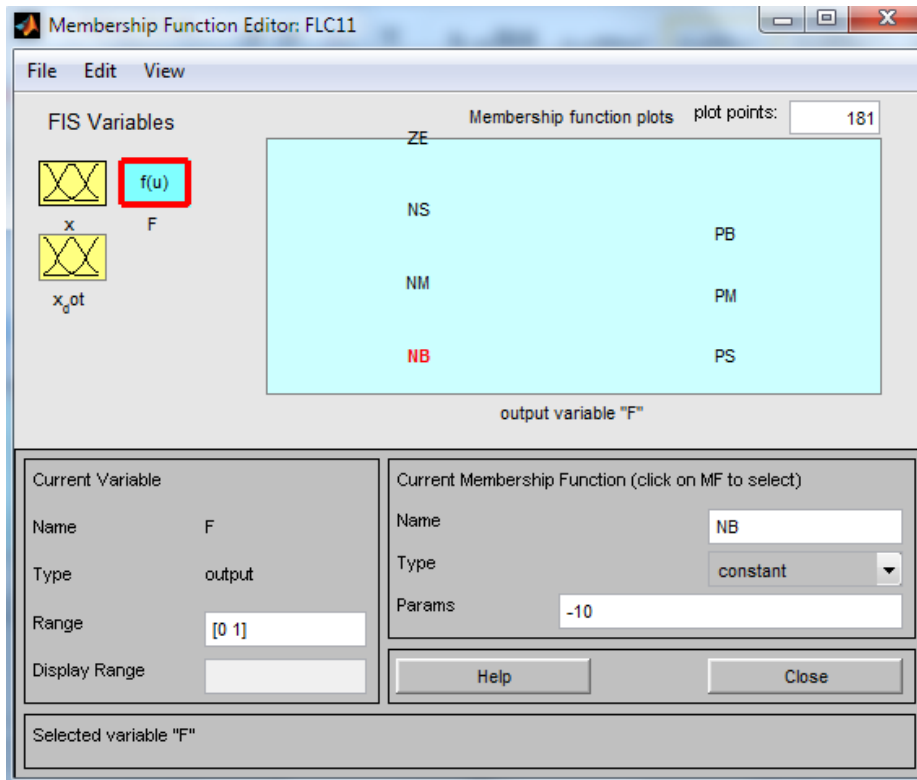 Membership Function Editor: FLC11
File Edit View
FIS Variables
Membership function plots plot points: 181
f(u)
x F
x_dot
ZE
NS
PB
NM
PM
NB
PS
output variable "F"
Current Variable
Name F
Type output
Range [0 1]
Display Range
Current Membership Function (click on MF to select)
Name NB
Type constant
Params -10
Help Close
Selected variable "F"